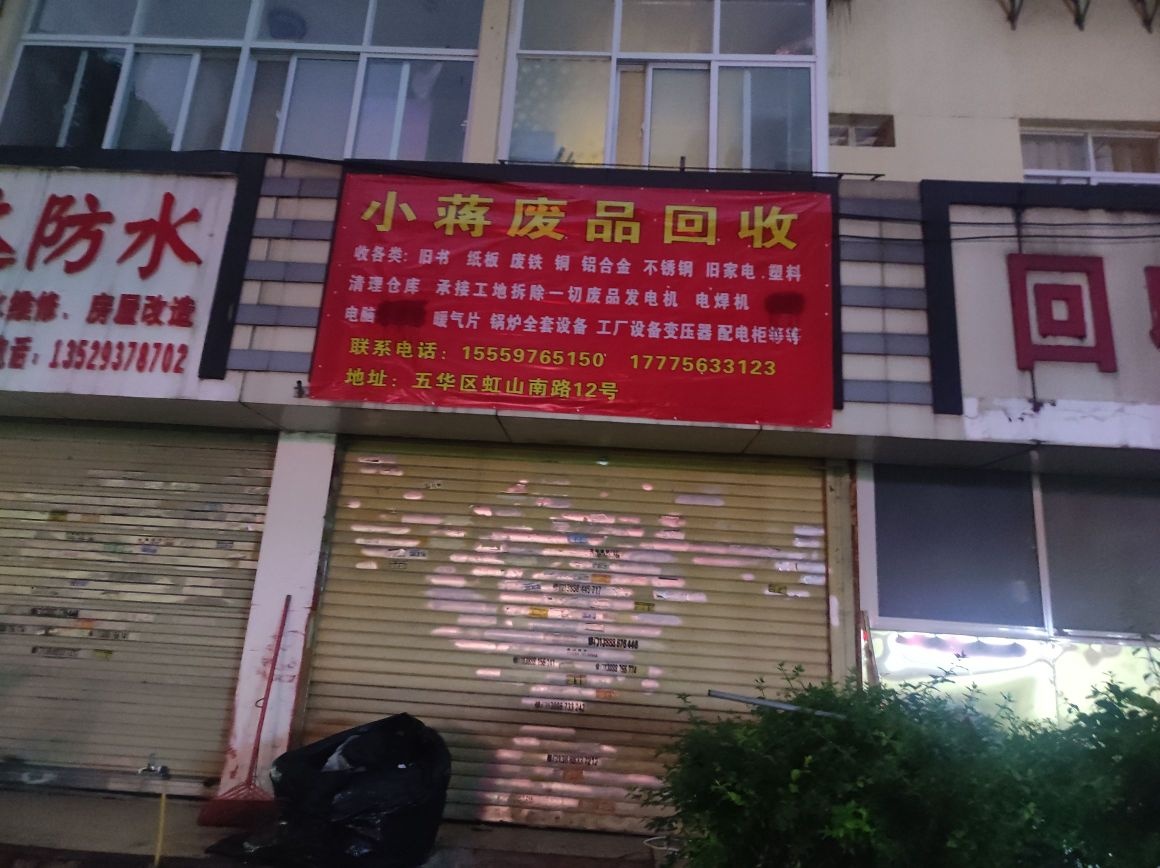 小蒋废品回收
收各类: 旧书 纸板 废铁 铜 铝合金 不锈钢 旧家电.塑料
清理仓库 承接工地拆除一切废品发电机 电焊机
电脑 暖气片 锅炉全套设备 工厂设备变压器配电柜等等
联系电话: 15559765150 17775633123
地址: 五华区虹山南路12号
防水
水维修、房屋改造
电话: 13529378702
回